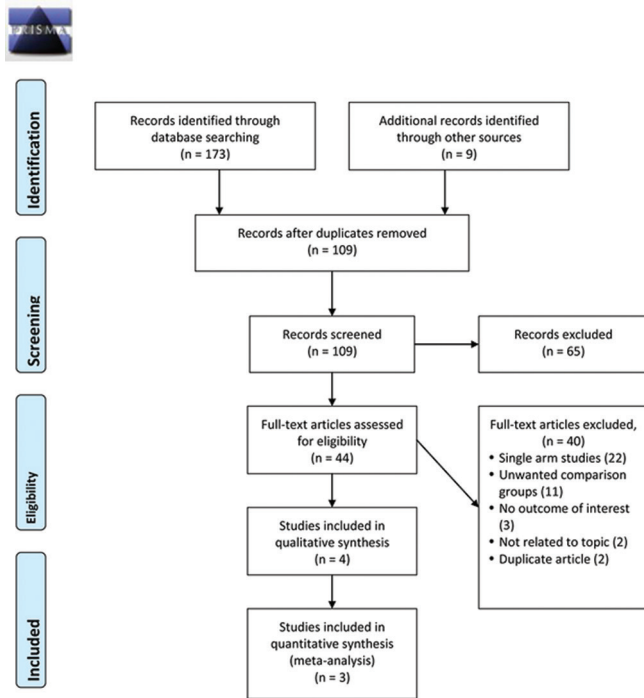 PRISMA
Identification
Records identified through
database searching
(n = 173)
Additional records identified
through other sources
(n = 9)
Records after duplicates removed
(n = 109)
Screening
Records screened
(n = 109)
Records excluded
(n = 65)
Eligibility
Full-text articles assessed
for eligibility
(n = 44)
Full-text articles excluded,
(n = 40)
• Single arm studies (22)
• Unwanted comparison
groups (11)
• No outcome of interest
(3)
• Not related to topic (2)
• Duplicate article (2)
Studies included in
qualitative synthesis
(n = 4)
Included
Studies included in
quantitative synthesis
(meta-analysis)
(n = 3)